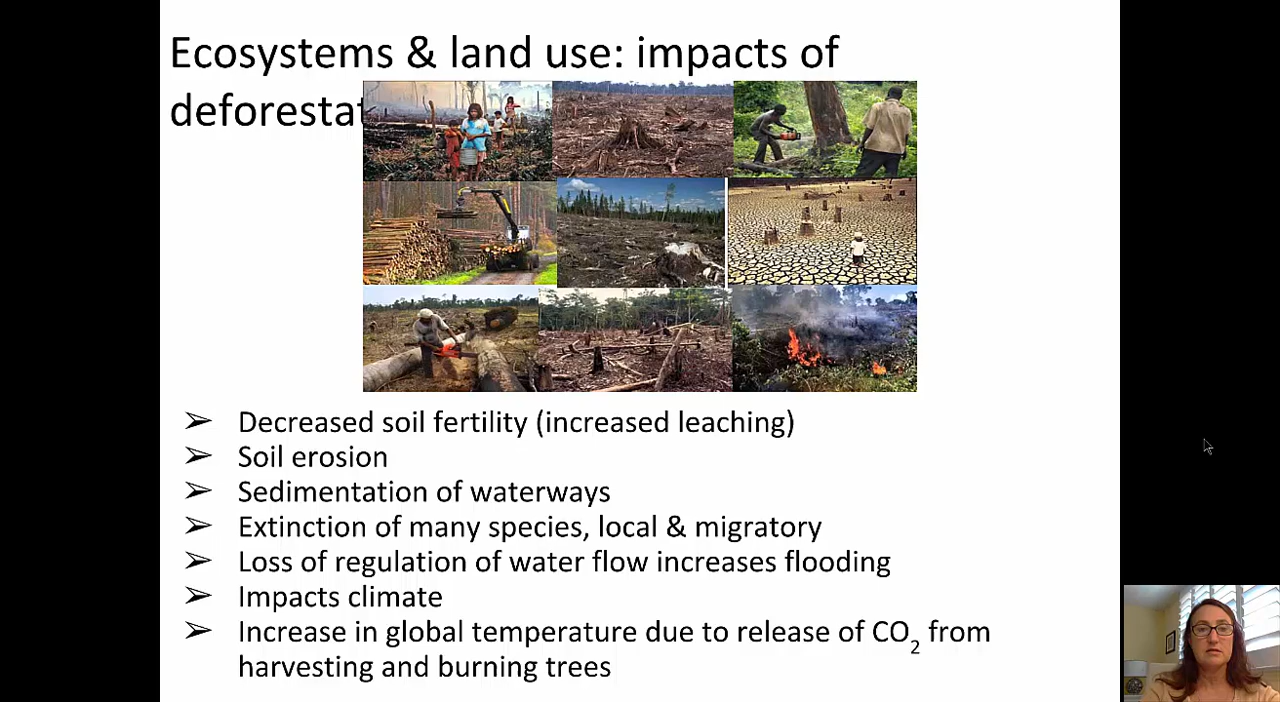 Ecosystems & land use: impacts of
deforestat
➢ Decreased soil fertility (increased leaching)
➢ Soil erosion
➢ Sedimentation of waterways
➢ Extinction of many species, local & migratory
➢ Loss of regulation of water flow increases flooding
➢ Impacts climate
➢ Increase in global temperature due to release of CO₂ from
harvesting and burning trees